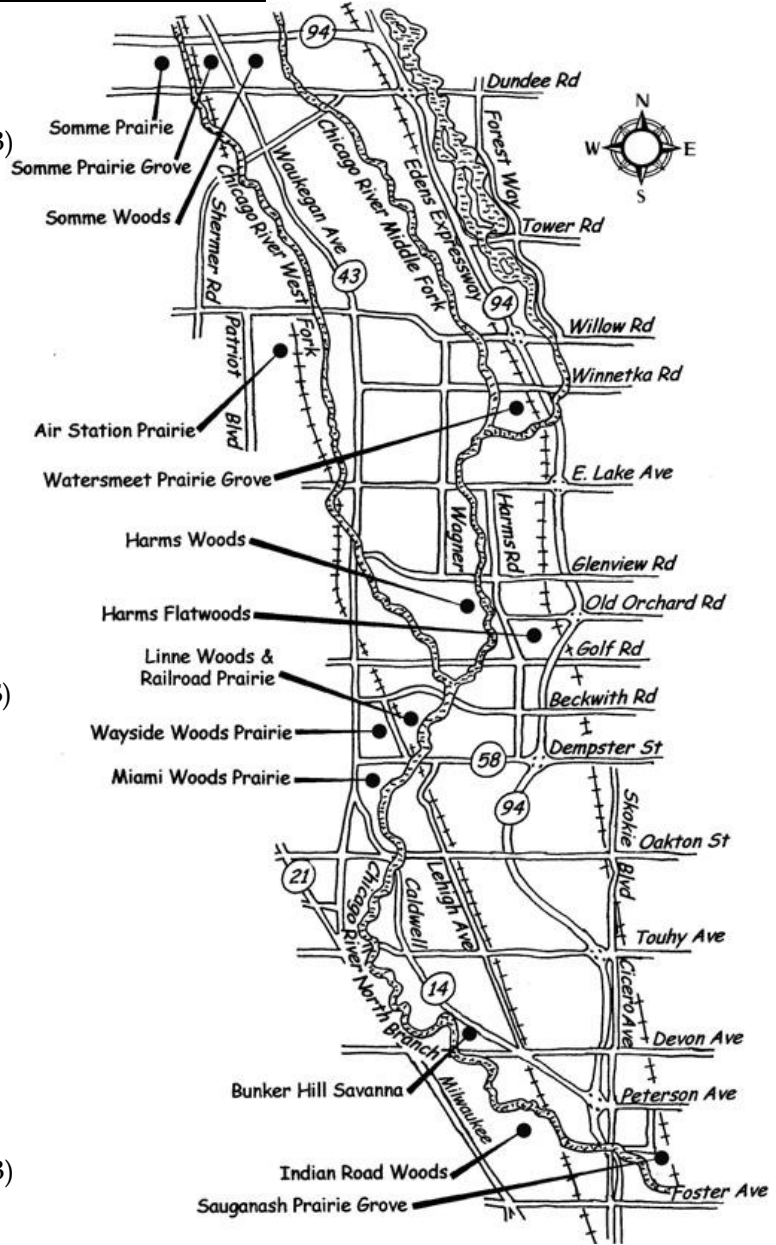 94
Dundee Rd
Somme Prairie
3)
Somme Prairie Grove
Somme Woods
Forest Way
N
W
E
S
Chicago River Middle Fork
Edens Expressway
Waukegan Ave
Chicago River West Fork
Shermer Rd
Tower Rd
43
94
Patriot Blvd
Willow Rd
Winnetka Rd
Air Station Prairie
Watersmeet Prairie Grove
E. Lake Ave
Wagner
Harms Rd
Harms Woods
Glenview Rd
Harms Flatwoods
Old Orchard Rd
Golf Rd
Linne Woods &
Railroad Prairie
Beckwith Rd
Wayside Woods Prairie
58
Dempster St
Miami Woods Prairie
94
Skokie Blvd
Oakton St
21
Chicago River North Branch
Caldwell
Lehigh Ave
Touhy Ave
Cicero Ave
14
Devon Ave
Bunker Hill Savanna
Milwaukee
Peterson Ave
3)
Indian Road Woods
Sauganash Prairie Grove
Foster Ave